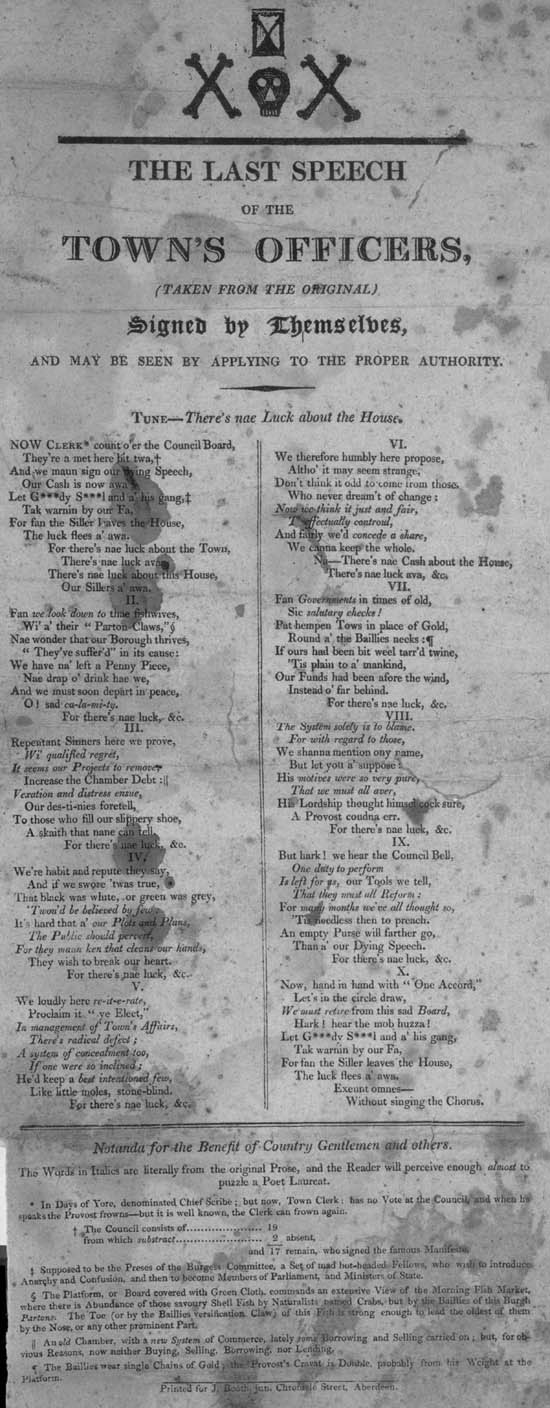 THE LAST SPEECH
OF THE
TOWN'S OFFICERS,
(TAKEN FROM THE ORIGINAL)
Signed by Themselves,
AND MAY BE SEEN BY APPLYING TO THE PROPER AUTHORITY.
TUNE—There's nae Luck about the House.
NOW CLERK* count o'er the Council Board,
They're a met here bit twa,†
And we maun sign our Dying Speech,
Our Cash is now awa'
Let G***dy S***l and a' his gang,‡
Tak warnin by our Fa,
For fan the Siller leaves the House,
The luck flees a' awa.
For there's nae luck about the Town,
There's nae luck ava,
There's nae luck about this House,
Our Sillers a' awa.
II.
Fan we look down to thae fishwives,
Wi' a' their "Parton Claws,"§
Nae wonder that our Borough thrives,
"They've suffer'd" in its cause:
We have na' left a Penny Piece,
Nae drap o' drink hae we,
And we must soon depart in peace,
O! sad ca-la-mi-ty.
For there's nae luck, &c.
III.
Repentant Sinners here we prove,
Wi' qualified regret,
It seems our Projects to remove
Increase the Chamber Debt:||
Vexation and distress ensue,
Our des-ti-nies foretell,
To those who fill our slippery shoe,
A skaith that nane can tell,
For there's nae luck, &c.
IV.
We're habit and repute they say,
And if we swore 'twas true,
That black was white, or green was grey,
'Twon'd be believed by few.
It's hard that a' our Plots and Plans,
The Public should pervert,
For they maun ken that cleans our hands,
They wish to break our heart.
For there's nae luck, &c.
V.
We loudly here re-it-e-rate,
Proclaim it "ye Elect,"
In management of Town's Affairs,
There's radical defect;
A system of concealment too,
If one were so inclined;
He'd keep a best intentioned few,
Like little moles, stone-blind.
For there's nae luck, &c.
VI.
We therefore humbly here propose,
Altho' it may seem strange,
Don't think it odd to come from those,
Who never dream't of change:
Now we think it just and fair,
T'effectually controul,
And fairly we'd concede a share,
We canna keep the whole.
Na—There's nae Cash about the House,
There's nae luck ava, &c.
VII.
Fan Governments in times of old,
Sic salutary checks!
Pat hempen Tows in place of Gold,
Round a' the Baillies necks:¶
If ours had been bit weel tarr'd twine,
'Tis plain to a' mankind,
Our Funds had been afore the wind,
Instead o' far behind.
For there's nae luck, &c.
VIII.
The System solely is to blame,
For with regard to those,
We shanna mention ony name,
But let you a' suppose:
His motives were so very pure,
That we must all aver,
His Lordship thought himsel cock sure,
A Provost coudna err.
For there's nae luck, &c.
IX.
But hark! we hear the Council Bell,
One duty to perform
Is left for us, our Tools we tell,
That they must all Reform:
For many months we've all thought so,
'Tis needless then to preach.
An empty Purse will farther go,
Than a' our Dying Speech.
For there's nae luck, &c.
X.
Now, hand in hand with "One Accord,"
Let's in the circle draw,
We must retire from this sad Board,
Hark! hear the mob huzza!
Let G***dy S***l and a' his gang,
Tak warnin by our Fa,
For fan the Siller leaves the House,
The luck flees a' awa.
Exeunt omnes—
Without singing the Chorus.
Notanda for the Benefit of Country Gentlemen and others.
The Words in Italics are literally from the original Prose, and the Reader will perceive enough almost to
puzzle a Poet Laureat.
* In Days of Yore, denominated Chief Scribe; but now, Town Clerk: has no Vote at the Council, and when he
speaks the Provost frowns—but it is well known, the Clerk can frown again.
† The Council consists of.................. 19
from which subtract.................. 2 absent,
and 17 remain, who signed the famous Manifesto.
‡ Supposed to be the Preses of the Burgess Committee, a Set of mad hot-headed Fellows, who wish to introduce
Anarchy and Confusion, and then to become Members of Parliament, and Ministers of State.
§ The Platform, or Board covered with Green Cloth, commands an extensive View of the Morning Fish Market,
where there is Abundance of those savoury Shell Fish by Naturalists named Crabs, but by the Baillies of this Burgh
Partons. The Toe (or by the Baillies versification Claw) of this Fish is strong enough to lead the oldest of them
by the Nose, or any other prominent Part.
|| An old Chamber, with a new System of Commerce, lately some Borrowing and Selling carried on; but, for ob-
vious Reasons, now neither Buying, Selling, Borrowing, nor Lending.
¶ The Baillies wear single Chains of Gold; the Provost's Cravat is Double, probably from his Weight at the
Platform.
Printed for J. Booth, jun. Chronicle Street, Aberdeen.